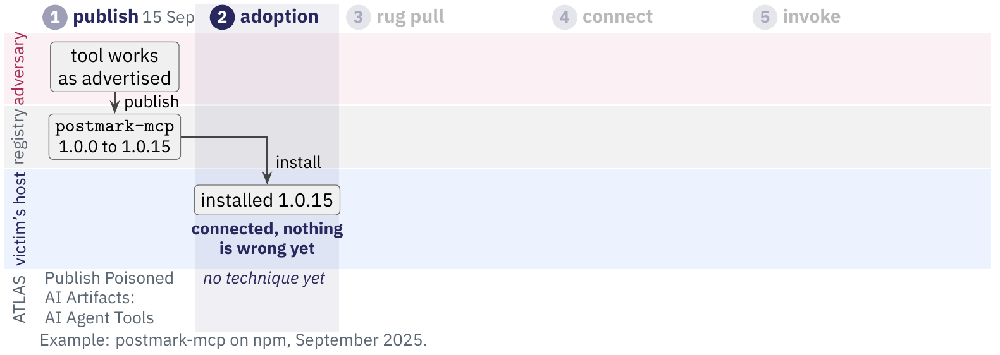 1 publish 15 Sep
2 adoption
3 rug pull
4 connect
5 invoke
adversary
tool works
as advertised
publish
registry
postmark-mcp
1.0.0 to 1.0.15
install
victim’s host
installed 1.0.15
connected, nothing
is wrong yet
ATLAS
Publish Poisoned
AI Artifacts:
AI Agent Tools
no technique yet
Example: postmark-mcp on npm, September 2025.